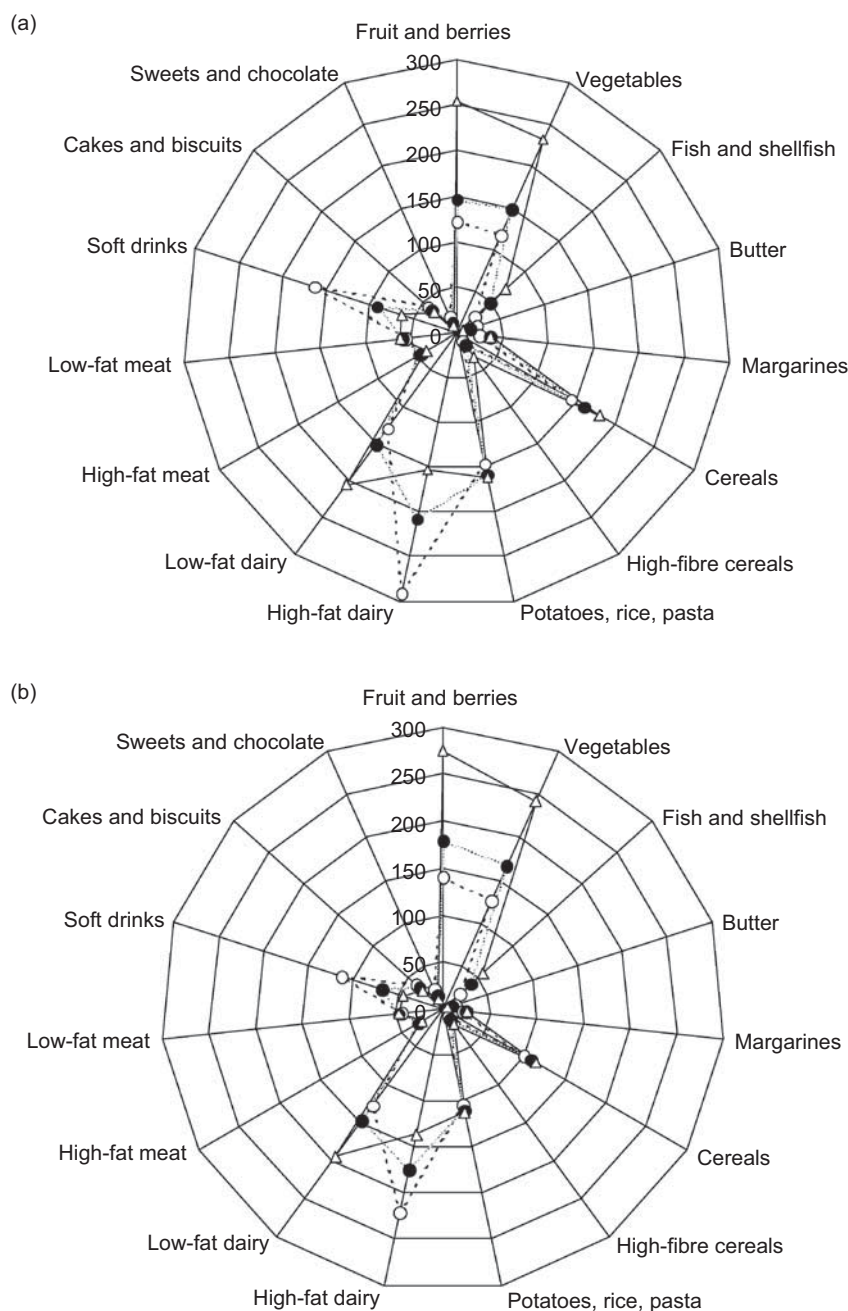 (a)
Fruit and berries
Sweets and chocolate
Vegetables
Cakes and biscuits
Fish and shellfish
Soft drinks
Butter
Low-fat meat
Margarines
High-fat meat
Cereals
Low-fat dairy
High-fibre cereals
High-fat dairy
Potatoes, rice, pasta
300
250
200
150
100
50
0
(b)
Fruit and berries
Sweets and chocolate
Vegetables
Cakes and biscuits
Fish and shellfish
Soft drinks
Butter
Low-fat meat
Margarines
High-fat meat
Cereals
Low-fat dairy
High-fibre cereals
High-fat dairy
Potatoes, rice, pasta
300
250
200
150
100
50
0